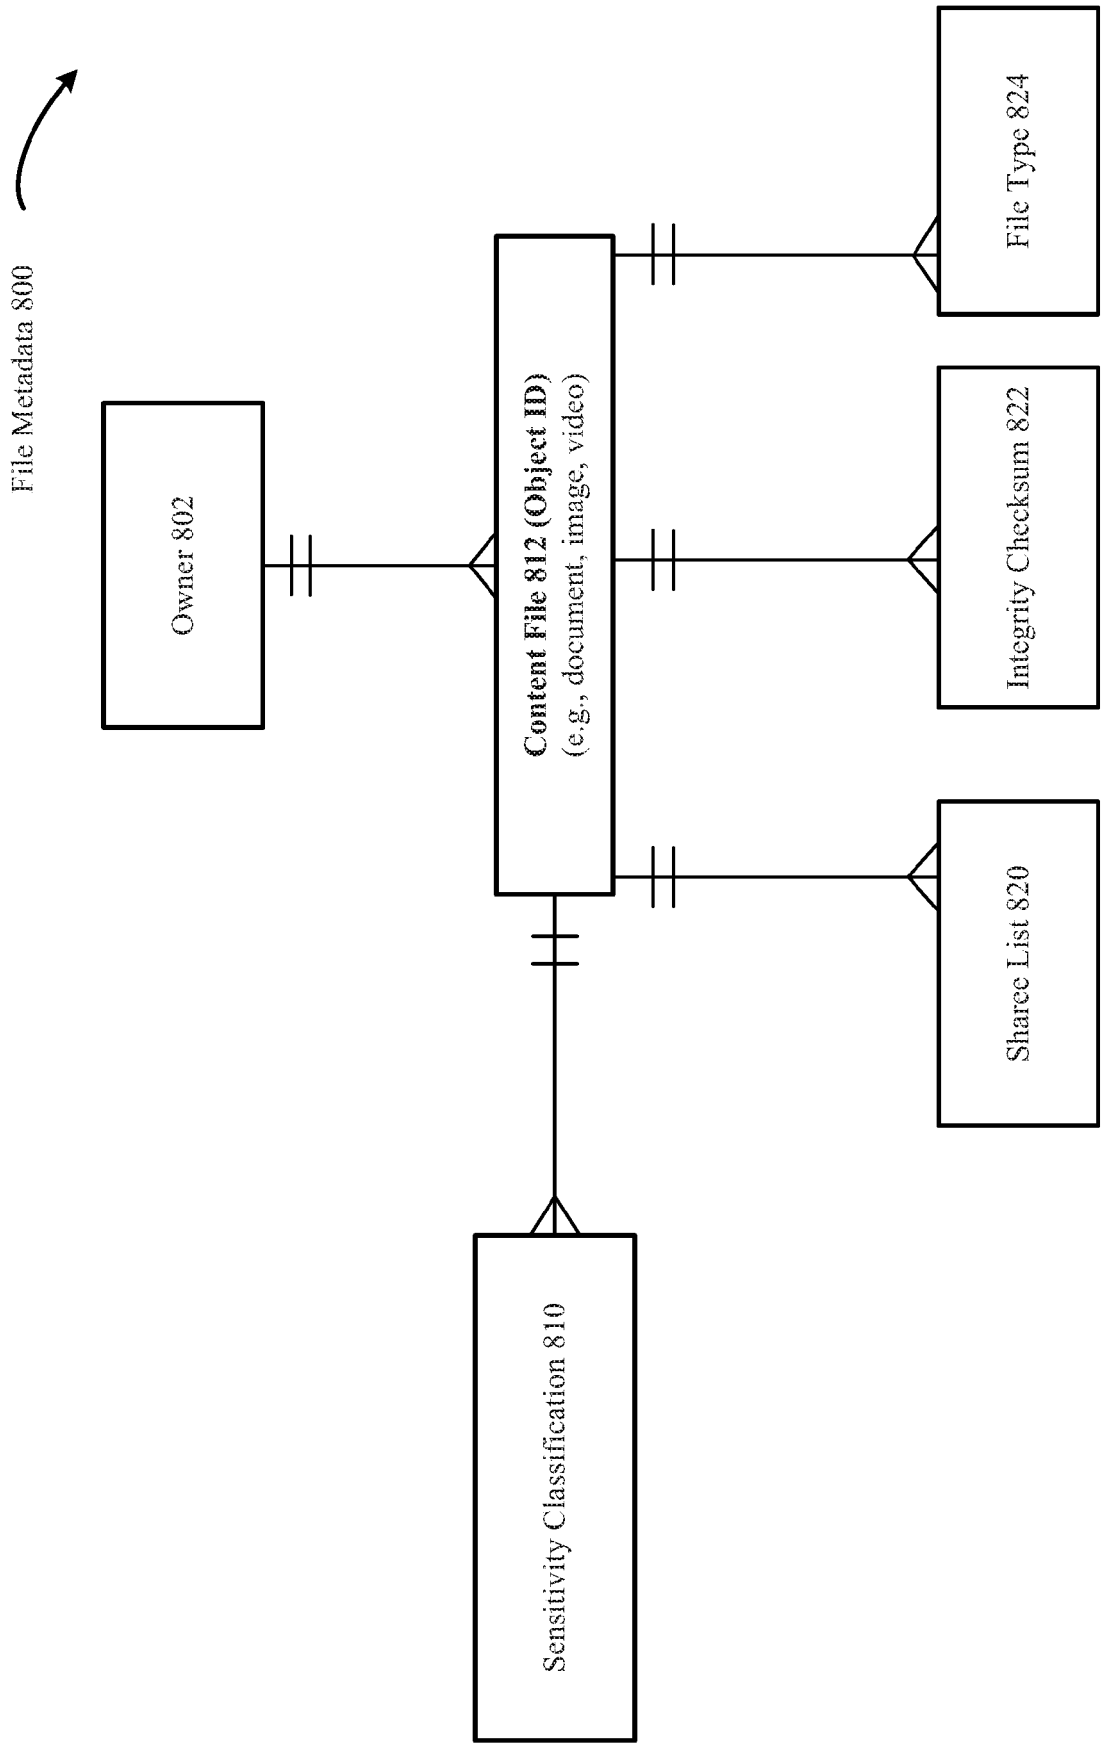 File Metadata 800
Owner 802
Content File 812 (Object ID)
(e.g., document, image, video)
Sensitivity Classification 810
Sharee List 820
Integrity Checksum 822
File Type 824